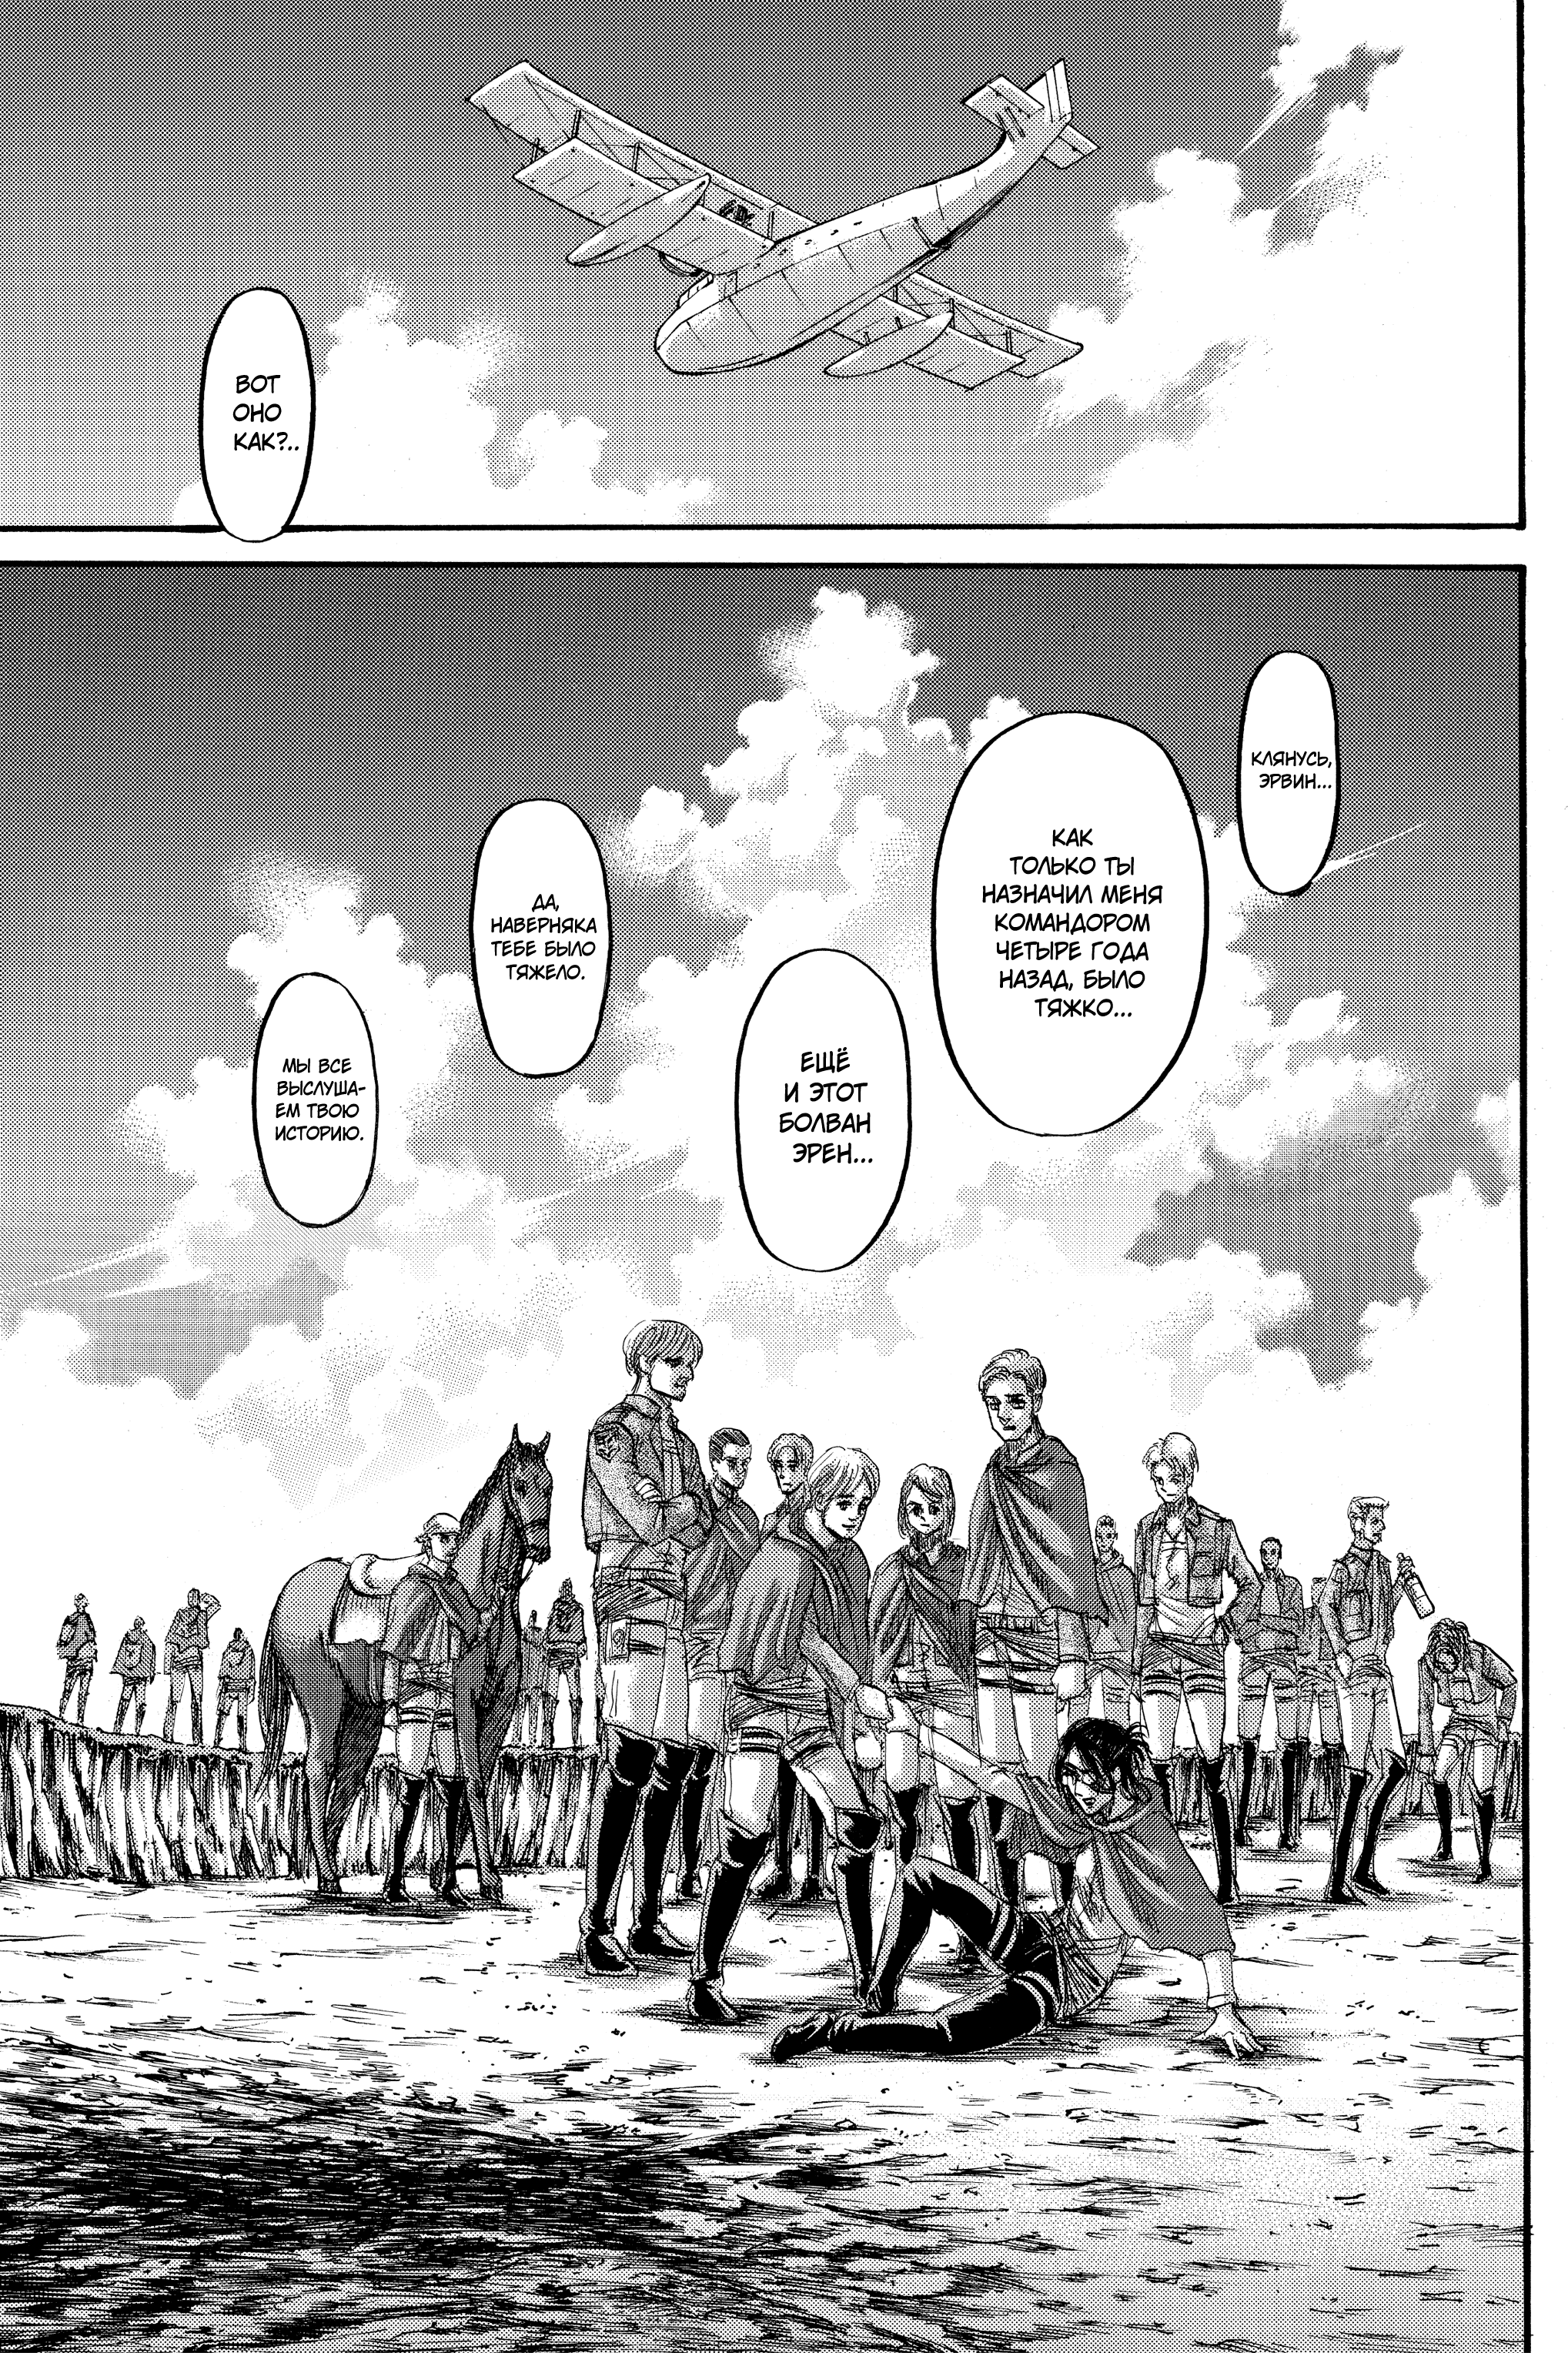 ВОТ
ОНО
КАК?..
КЛЯНУСЬ,
ЭРВИН...
КАК
ТОЛЬКО ТЫ
НАЗНАЧИЛ МЕНЯ
КОМАНДОРОМ
ЧЕТЫРЕ ГОДА
НАЗАД, БЫЛО
ТЯЖКО...
ЕЩЁ
И ЭТОТ
БОЛВАН
ЭРЕН...
ДА,
НАВЕРНЯКА
ТЕБЕ БЫЛО
ТЯЖЕЛО.
МЫ ВСЕ
ВЫСЛУША-
ЕМ ТВОЮ
ИСТОРИЮ.